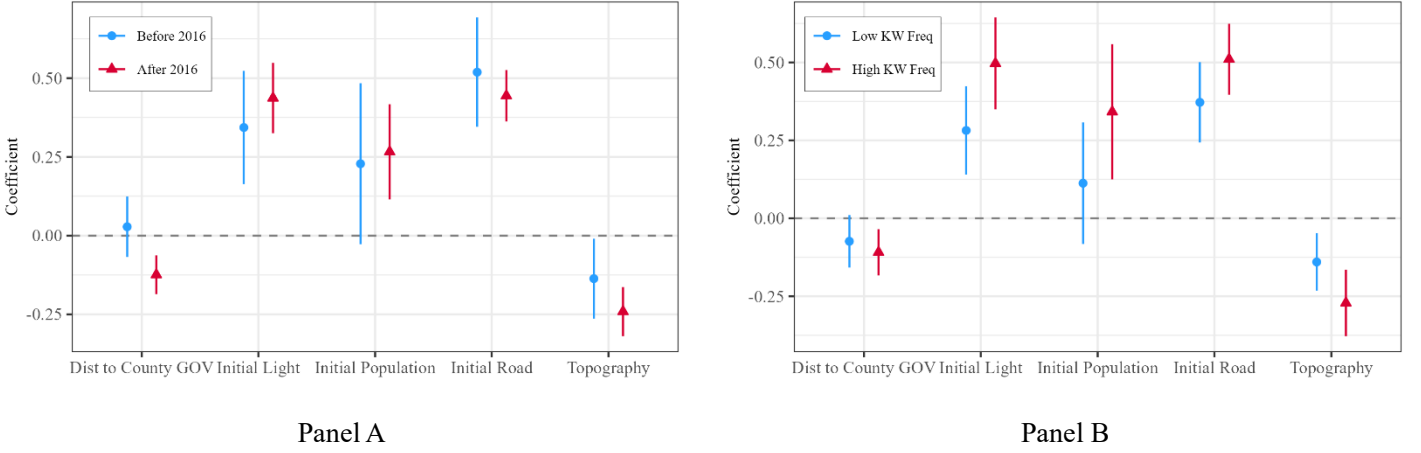 Coefficient
Before 2016
After 2016
0.50
0.25
0.00
-0.25
Dist to County GOV Initial Light Initial Population Initial Road Topography
Panel A
Coefficient
Low KW Freq
High KW Freq
0.50
0.25
0.00
-0.25
Dist to County GOV Initial Light Initial Population Initial Road Topography
Panel B